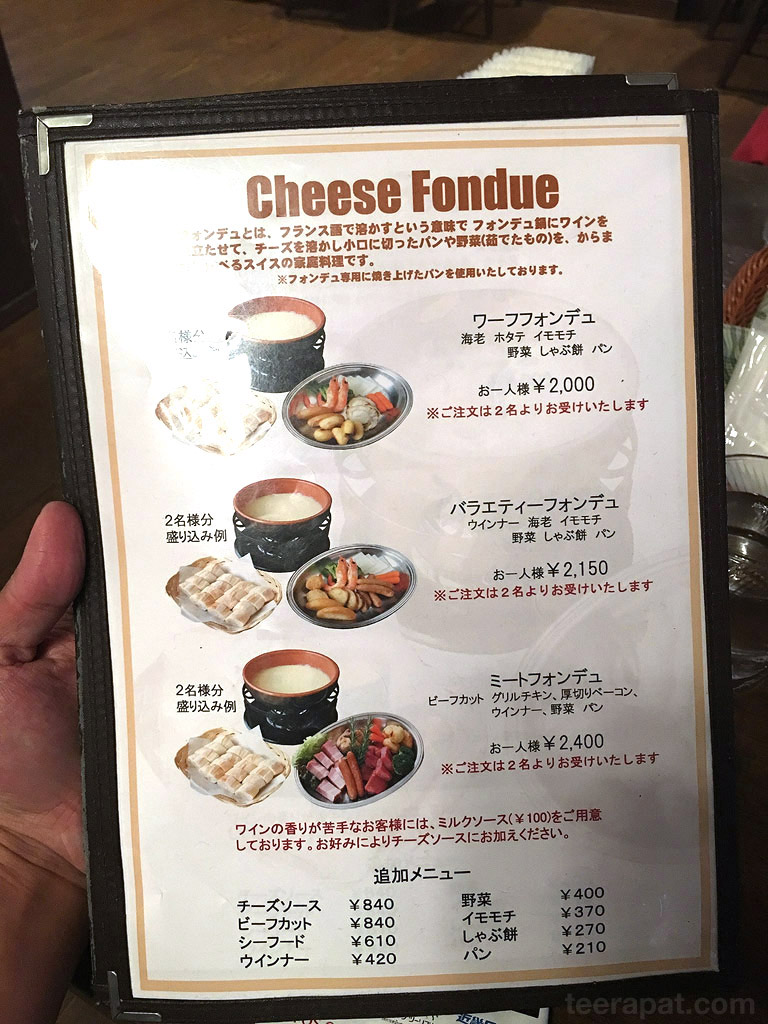 Cheese Fondue
ォンデュとは、フランス語で溶かすという意味で フォンデュ鍋にワインを
立たせて、チーズを溶かし小口に切ったパンや野菜(茹でたもの)を、からま
べるスイスの家庭料理です。
※フォンデュ専用に焼き上げたパンを使用いたしております。
様分
ワーフフォンデュ
海老 ホタテ イモモチ
野菜 しゃぶ餅 パン
お一人様¥2,000
※ご注文は2名よりお受けいたします
2名様分
盛り込み例
バラエティーフォンデュ
ウインナー 海老 イモモチ
野菜 しゃぶ餅 パン
お一人様¥2,150
※ご注文は2名よりお受けいたします
2名様分
盛り込み例
ミートフォンデュ
ビーフカット グリルチキン、厚切りベーコン、
ウインナー、野菜 パン
お一人様¥2,400
※ご注文は2名よりお受けいたします
ワインの香りが苦手なお客様には、ミルクソース(¥100)をご用意
しております。お好みによりチーズソースにお加えください。
追加メニュー
チーズソース ¥840
ビーフカット ¥840
シーフード ¥610
ウインナー ¥420
野菜 ¥400
イモモチ ¥370
しゃぶ餅 ¥270
パン ¥210
teerapat.com